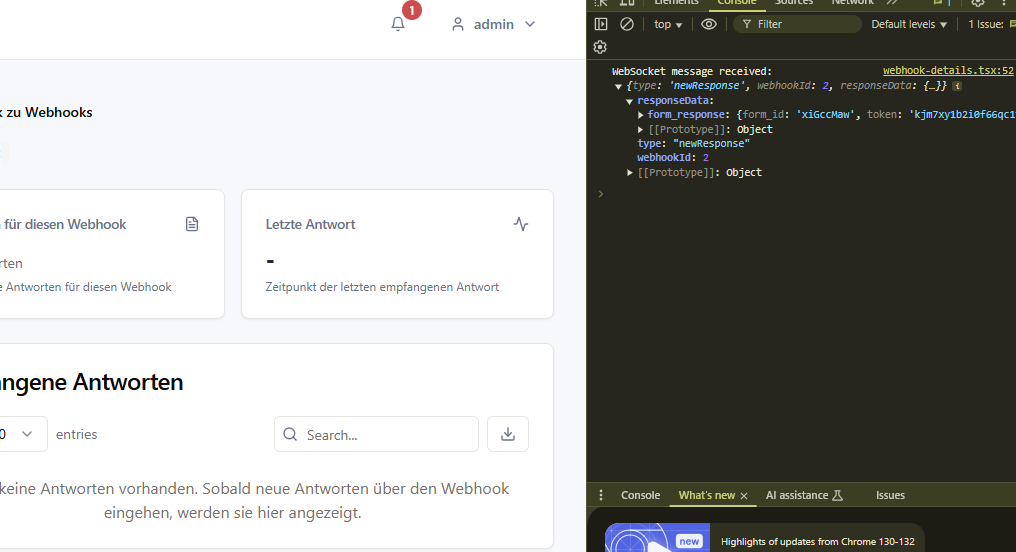 Elements Console Sources Network
1
admin
top
Filter
Default levels
1 Issue:
WebSocket message received:
webhook-details.tsx:52
{type: 'newResponse', webhookId: 2, responseData: {…}}
responseData:
form_response: {form_id: 'xiGccMaw', token: 'kjm7xy1b2i0f66qc1
[[Prototype]]: Object
type: "newResponse"
webhookId: 2
[[Prototype]]: Object
k zu Webhooks
für diesen Webhook
rten
e Antworten für diesen Webhook
Letzte Antwort
-
Zeitpunkt der letzten empfangenen Antwort
ngene Antworten
0
entries
Search...
keine Antworten vorhanden. Sobald neue Antworten über den Webhook
eingehen, werden sie hier angezeigt.
Console What's new AI assistance Issues
new
Highlights of updates from Chrome 130-132